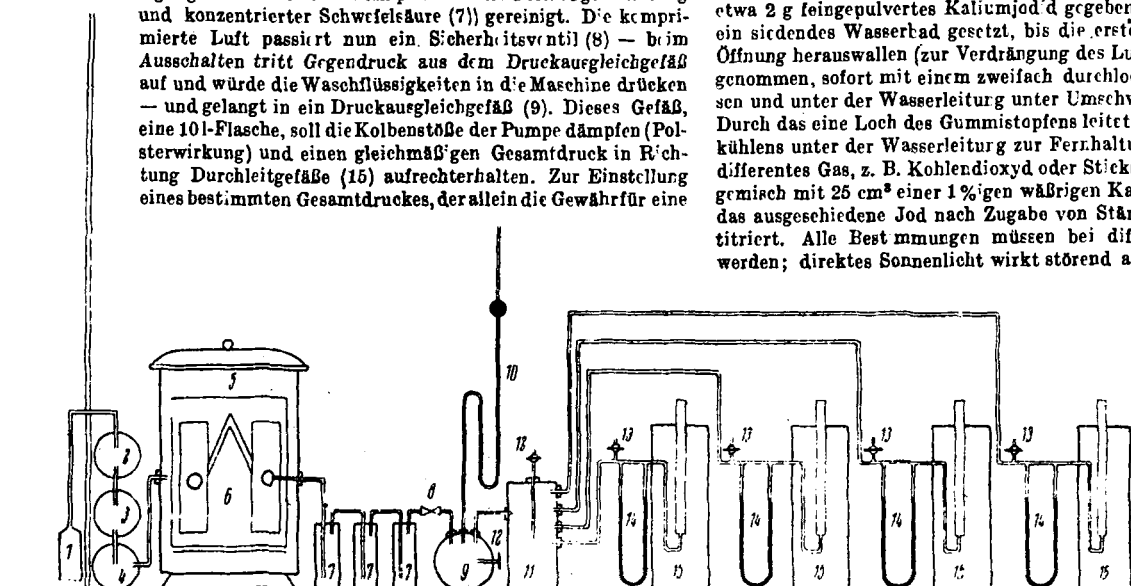 und konzentrierter Schwefelsäure (7)) gereinigt. Die kompri-
mierte Luft passiert nun ein Sicherheitsventil (8) — beim
Ausschalten tritt Gegendruck aus dem Druckausgleichgefäß
auf und würde die Waschflüssigkeiten in die Maschine drücken
— und gelangt in ein Druckausgleichgefäß (9). Dieses Gefäß,
eine 10 l-Flasche, soll die Kolbenstöße der Pumpe dämpfen (Pol-
sterwirkung) und einen gleichmäßigen Gesamtdruck in Rich-
tung Durchleitgefäße (15) aufrechterhalten. Zur Einstellung
eines bestimmten Gesamtdruckes, der allein die Gewähr für eine
etwa 2 g feingepulvertes Kaliumjodid gegeben
ein siedendes Wasserbad gesetzt, bis die erste
Öffnung herauswallen (zur Verdrängung des Lu
genommen, sofort mit einem zweifach durchlo
sen und unter der Wasserleitung unter Umschw
Durch das eine Loch des Gummistopfens leitet
kühlens unter der Wasserleitung zur Fernhaltu
differentes Gas, z. B. Kohlendioxyd oder Sticks
gemisch mit 25 cm³ einer 1%igen wäßrigen Ka
das ausgeschiedene Jod nach Zugabe von Stär
titriert. Alle Bestimmungen müssen bei dif
werden; direktes Sonnenlicht wirkt störend a
10
5
13 13 13 13
2
6
8
3
14 14 14 14
12
1
4
7 7 7
9
11
15 15 15 15